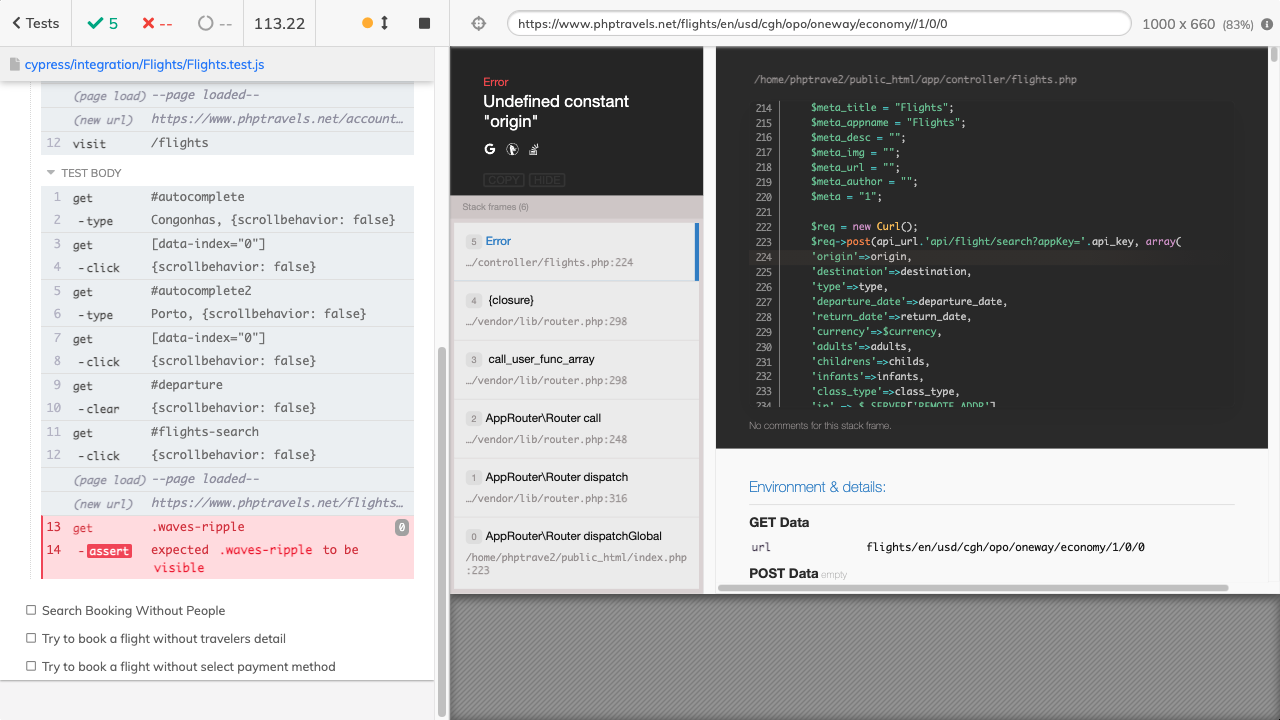 Tests
5
--
--
113.22
https://www.phptravels.net/flights/en/usd/cgh/opo/oneway/economy//1/0/0
1000 x 660 (83%)
cypress/integration/Flights/Flights.test.js
(page load) --page loaded--
(new url) https://www.phptravels.net/account…
12 visit /flights
TEST BODY
1 get #autocomplete
2 -type Congonhas, {scrollbehavior: false}
3 get [data-index="0"]
4 -click {scrollbehavior: false}
5 get #autocomplete2
6 -type Porto, {scrollbehavior: false}
7 get [data-index="0"]
8 -click {scrollbehavior: false}
9 get #departure
10 -clear {scrollbehavior: false}
11 get #flights-search
12 -click {scrollbehavior: false}
(page load) --page loaded--
(new url) https://www.phptravels.net/flights…
13 get .waves-ripple 0
14 -assert expected .waves-ripple to be
visible
Search Booking Without People
Try to book a flight without travelers detail
Try to book a flight without select payment method
Error
Undefined constant
"origin"
COPY HIDE
Stack frames (6)
5 Error
…/controller/flights.php:224
4 {closure}
…/vendor/lib/router.php:298
3 call_user_func_array
…/vendor/lib/router.php:298
2 AppRouter\Router call
…/vendor/lib/router.php:248
1 AppRouter\Router dispatch
…/vendor/lib/router.php:316
0 AppRouter\Router dispatchGlobal
/home/phptrave2/public_html/index.php
:223
/home/phptrave2/public_html/app/controller/flights.php
214 $meta_title = "Flights";
215 $meta_appname = "Flights";
216 $meta_desc = "";
217 $meta_img = "";
218 $meta_url = "";
219 $meta_author = "";
220 $meta = "1";
221
222 $req = new Curl();
223 $req->post(api_url.'api/flight/search?appKey='.api_key, array(
224 'origin'=>origin,
225 'destination'=>destination,
226 'type'=>type,
227 'departure_date'=>departure_date,
228 'return_date'=>return_date,
229 'currency'=>$currency,
230 'adults'=>adults,
231 'childrens'=>childs,
232 'infants'=>infants,
233 'class_type'=>class_type,
234 'ip' => $_SERVER['REMOTE_ADDR']
No comments for this stack frame.
Environment & details:
GET Data
url flights/en/usd/cgh/opo/oneway/economy/1/0/0
POST Data empty